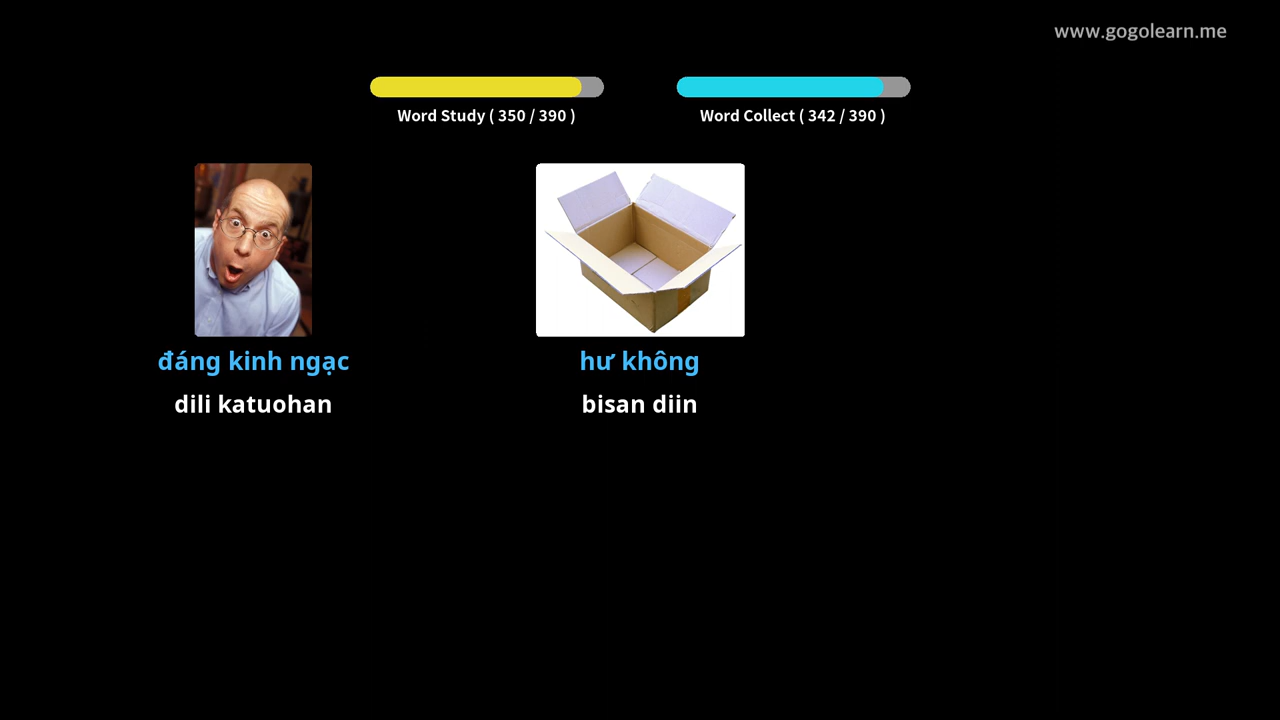 www.gogolearn.me
Word Study ( 350 / 390 )
Word Collect ( 342 / 390 )
đáng kinh ngạc
hư không
dili katuohan
bisan diin